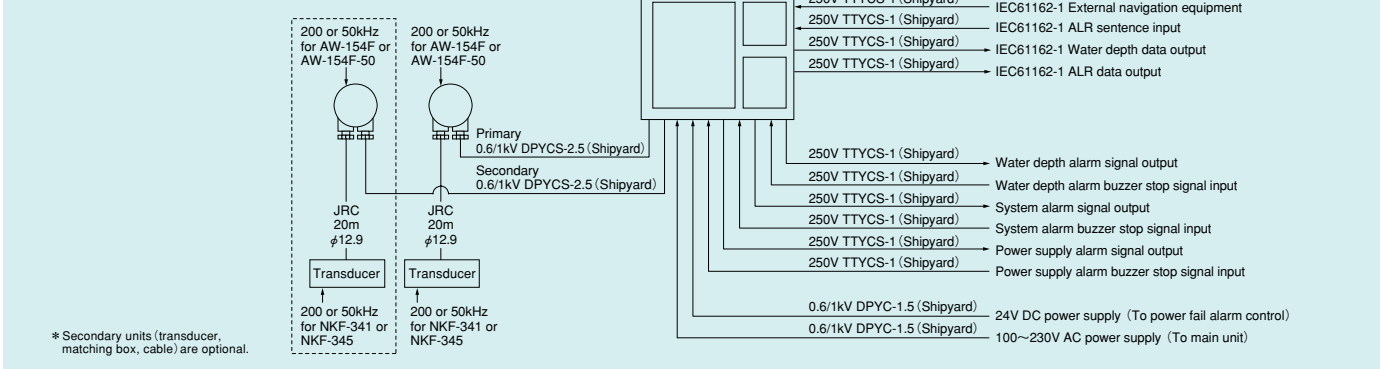 250V TTYCS-1 (Shipyard)
IEC61162-1 External navigation equipment
250V TTYCS-1 (Shipyard)
IEC61162-1 ALR sentence input
250V TTYCS-1 (Shipyard)
IEC61162-1 Water depth data output
250V TTYCS-1 (Shipyard)
IEC61162-1 ALR data output
200 or 50kHz
for AW-154F or
AW-154F-50
200 or 50kHz
for AW-154F or
AW-154F-50
Primary
0.6/1kV DPYCS-2.5 (Shipyard)
Secondary
0.6/1kV DPYCS-2.5 (Shipyard)
JRC
20m
ø12.9
JRC
20m
ø12.9
Transducer
Transducer
200 or 50kHz
for NKF-341 or
NKF-345
200 or 50kHz
for NKF-341 or
NKF-345
250V TTYCS-1 (Shipyard)
Water depth alarm signal output
250V TTYCS-1 (Shipyard)
Water depth alarm buzzer stop signal input
250V TTYCS-1 (Shipyard)
System alarm signal output
250V TTYCS-1 (Shipyard)
System alarm buzzer stop signal input
250V TTYCS-1 (Shipyard)
Power supply alarm signal output
250V TTYCS-1 (Shipyard)
Power supply alarm buzzer stop signal input
0.6/1kV DPYC-1.5 (Shipyard)
24V DC power supply (To power fail alarm control)
0.6/1kV DPYC-1.5 (Shipyard)
100～230V AC power supply (To main unit)
* Secondary units (transducer,
matching box, cable) are optional.